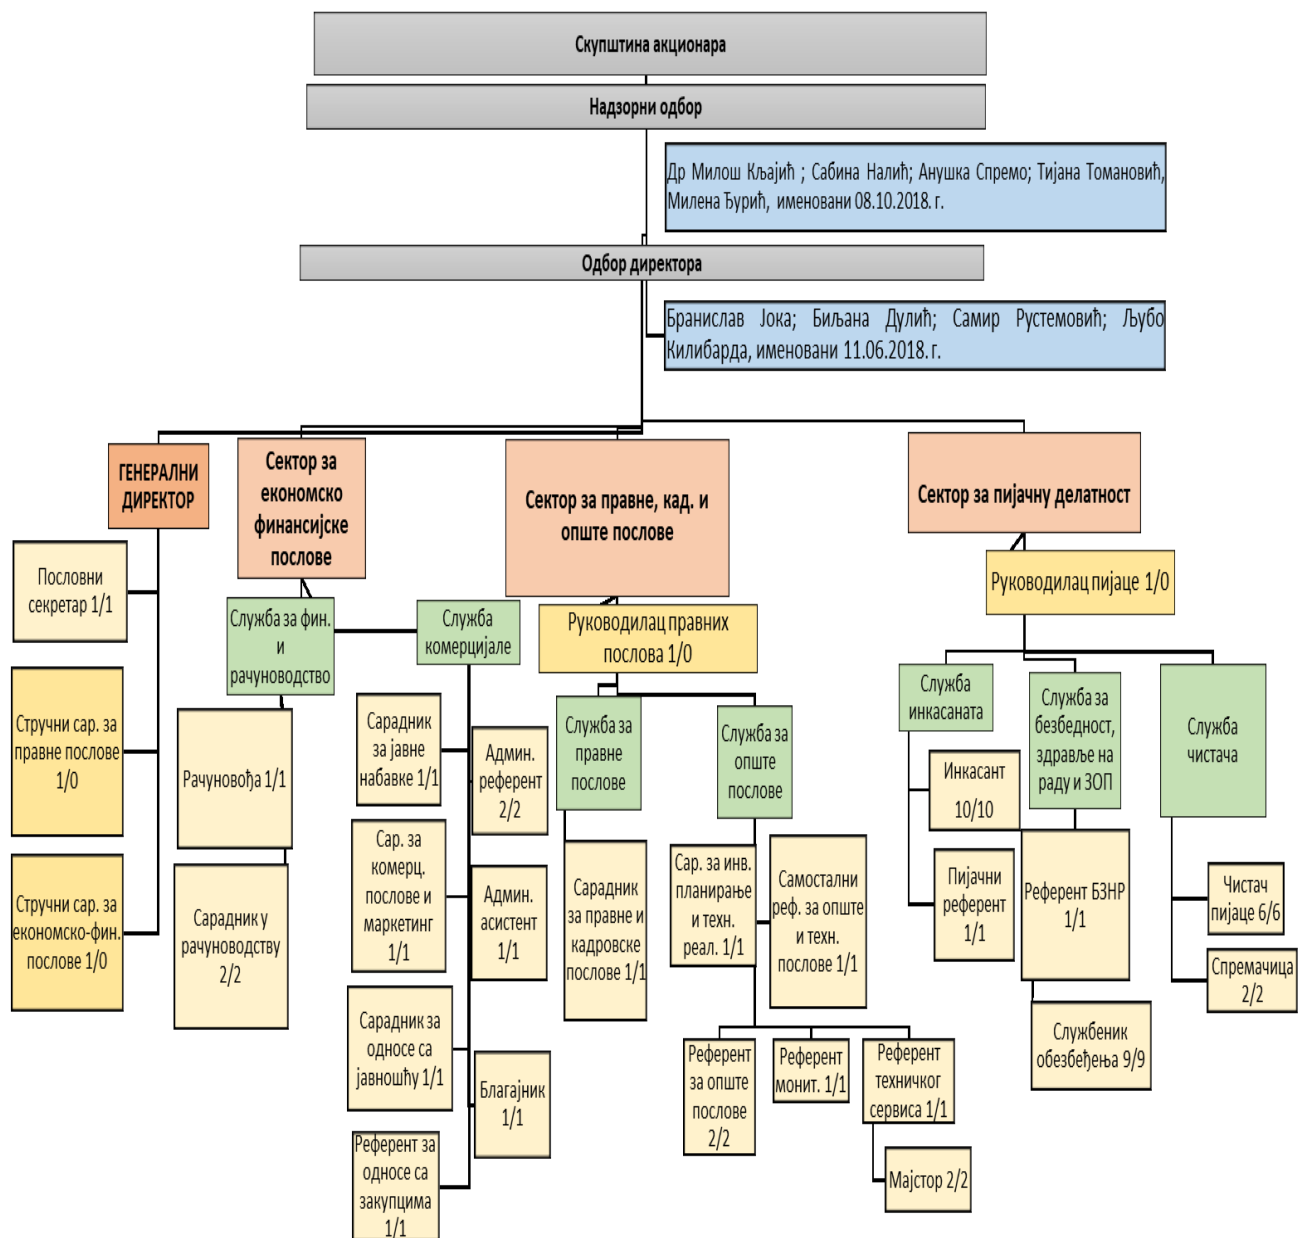 Скупштина акционара
Надзорни одбор
Др Милош Кљајић ; Сабина Налић; Анушка Спремо; Тијана Томановић,
Милена Ђурић, именовани 08.10.2018. г.
Одбор директора
Бранислав Јока; Биљана Дулић; Самир Рустемовић; Љубо
Килибарда, именовани 11.06.2018. г.
ГЕНЕРАЛНИ
ДИРЕКТОР
Пословни
секретар 1/1
Стручни сар. за
правне послове
1/0
Стручни сар. за
економско-фин.
послове 1/0
Сектор за
економско
финансијске
послове
Служба за фин.
и
рачуноводство
Рачуновођа 1/1
Сарадник у
рачуноводству
2/2
Служба
комерцијале
Сарадник
за јавне
набавке 1/1
Админ.
референт
2/2
Сар. за
комерц.
послове и
маркетинг
1/1
Админ.
асистент
1/1
Сарадник за
односе са
јавношћу 1/1
Благајник
1/1
Референт за
односе са
закупцима
1/1
Сектор за правне, кад. и
опште послове
Руководилац правних
послова 1/0
Служба за
правне
послове
Сарадник
за правне и
кадровске
послове 1/1
Служба за
опште
послове
Сар. за инв.
планирање
и техн.
реал. 1/1
Самостални
реф. за опште
и техн.
послове 1/1
Референт
за опште
послове
2/2
Референт
монит. 1/1
Референт
техничког
сервиса 1/1
Мајстор 2/2
Сектор за пијачну делатност
Руководилац пијаце 1/0
Служба
инкасаната
Инкасант
10/10
Пијачни
референт
1/1
Служба за
безбедност,
здравље на
раду и ЗОП
Референт БЗНР
1/1
Службеник
обезбеђења 9/9
Служба
чистача
Чистач
пијаце 6/6
Спремачица
2/2